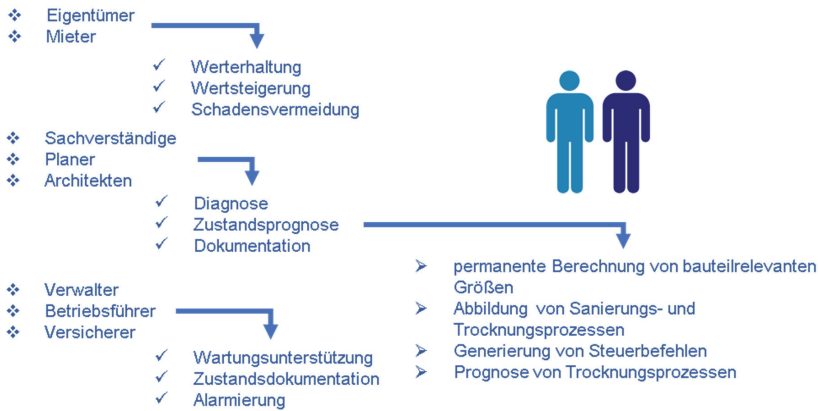 Eigentümer
Mieter
Werterhaltung
Wertsteigerung
Schadensvermeidung
Sachverständige
Planer
Architekten
Diagnose
Zustandsprognose
Dokumentation
permanente Berechnung von bauteilrelevanten
Größen
Abbildung von Sanierungs- und
Trocknungsprozessen
Generierung von Steuerbefehlen
Prognose von Trocknungsprozessen
Verwalter
Betriebsführer
Versicherer
Wartungsunterstützung
Zustandsdokumentation
Alarmierung